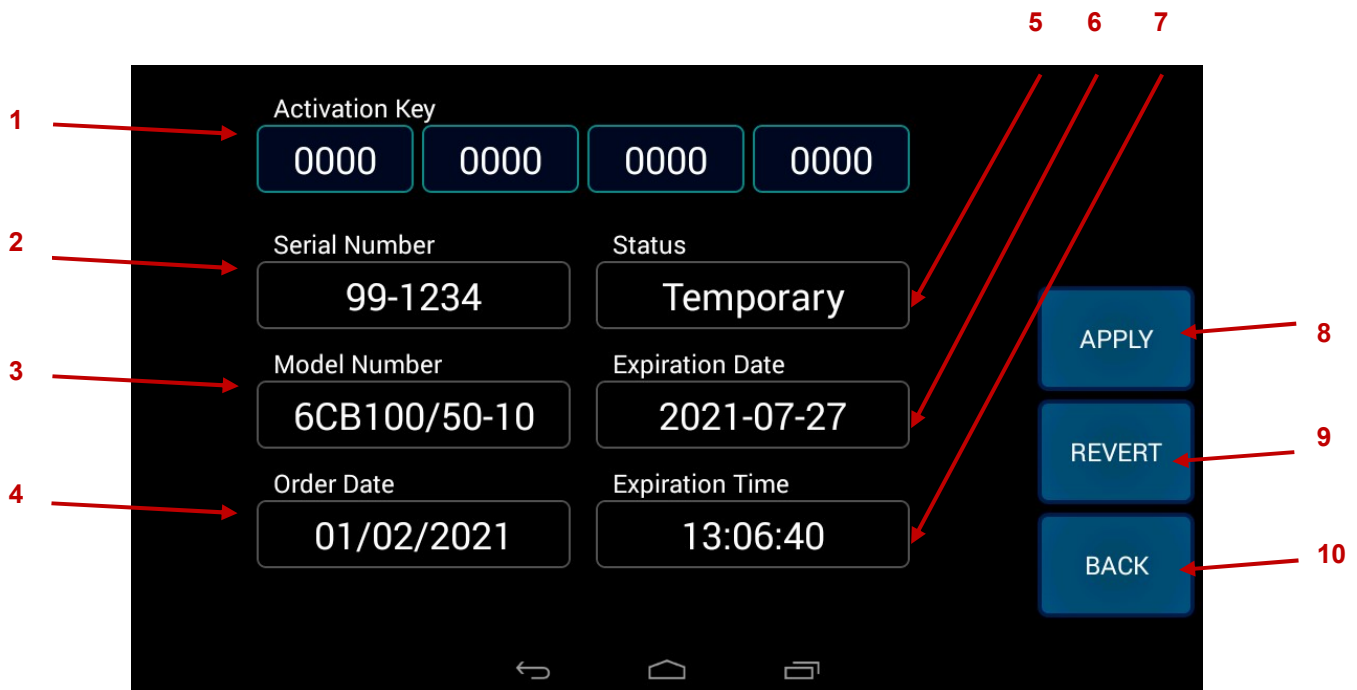 5 6 7
1
Activation Key
0000 0000 0000 0000
2
Serial Number Status
99-1234 Temporary
APPLY
8
3
Model Number Expiration Date
6CB100/50-10 2021-07-27
9
REVERT
4
Order Date Expiration Time
01/02/2021 13:06:40
10
BACK